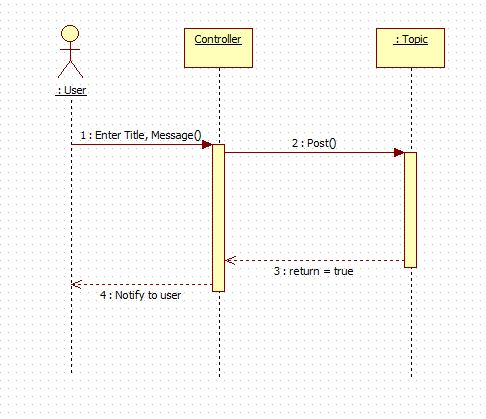 Controller
: Topic
: User
1 : Enter Title, Message()
2 : Post()
3 : return = true
4 : Notify to user